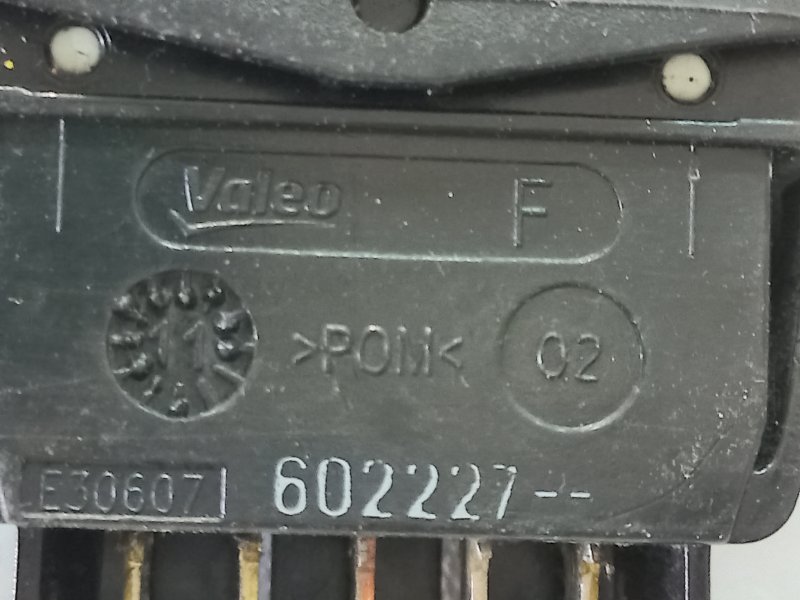 Valeo F
11 >POM< 02
E30607 602227--